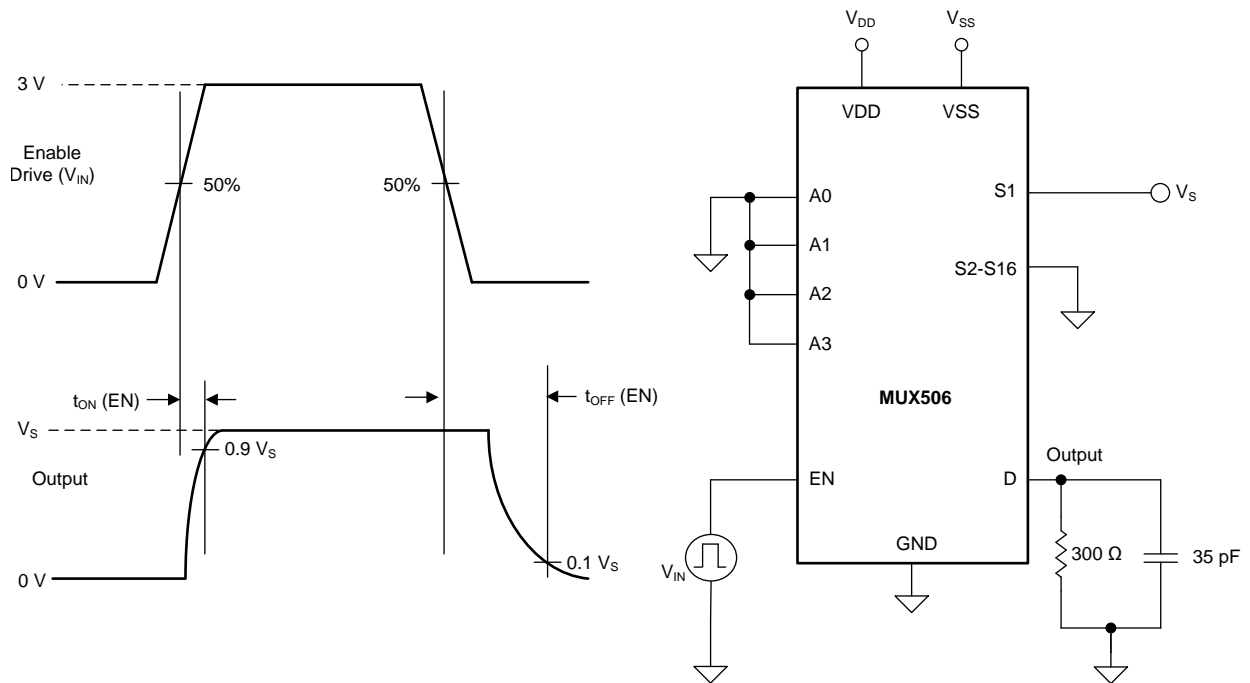 3 V
Enable
Drive (VIN)
50%
50%
0 V
tON (EN)
tOFF (EN)
VS
0.9 VS
Output
0.1 VS
0 V
VDD
VSS
VDD
VSS
A0
A1
A2
A3
S1
VS
S2-S16
MUX506
Output
EN
D
GND
VIN
300 Ω
35 pF